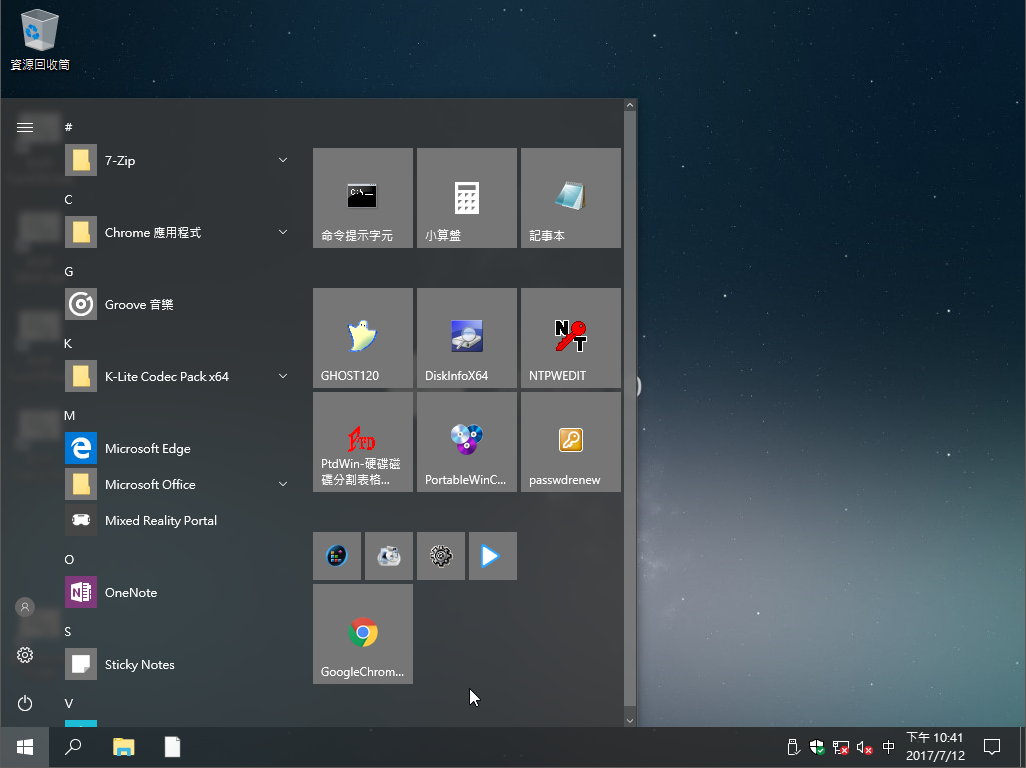 資源回收筒
#
7-Zip
C
Chrome 應用程式
G
Groove 音樂
K
K-Lite Codec Pack x64
M
Microsoft Edge
Microsoft Office
Mixed Reality Portal
O
OneNote
S
Sticky Notes
V
C:\_
命令提示字元
小算盤
記事本
GHOST120
DiskInfoX64
NT
NTPWEDIT
PTD
PtdWin-硬碟磁
碟分割表格...
PortableWinC...
passwdrenew
GoogleChrom...
中
下午 10:41
2017/7/12